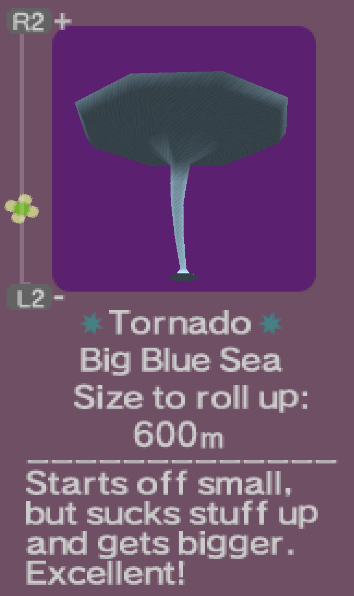 R2 +
L2 -
Tornado
Big Blue Sea
Size to roll up:
600m
Starts off small,
but sucks stuff up
and gets bigger.
Excellent!